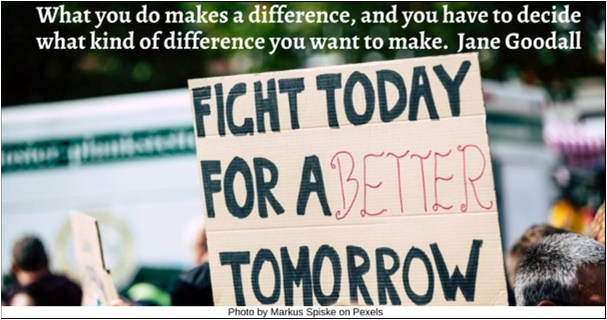 What you do makes a difference, and you have to decide
what kind of difference you want to make.  Jane Goodall
FIGHT TODAY
FOR A BETTER
TOMORROW
Photo by Markus Spiske on Pexels